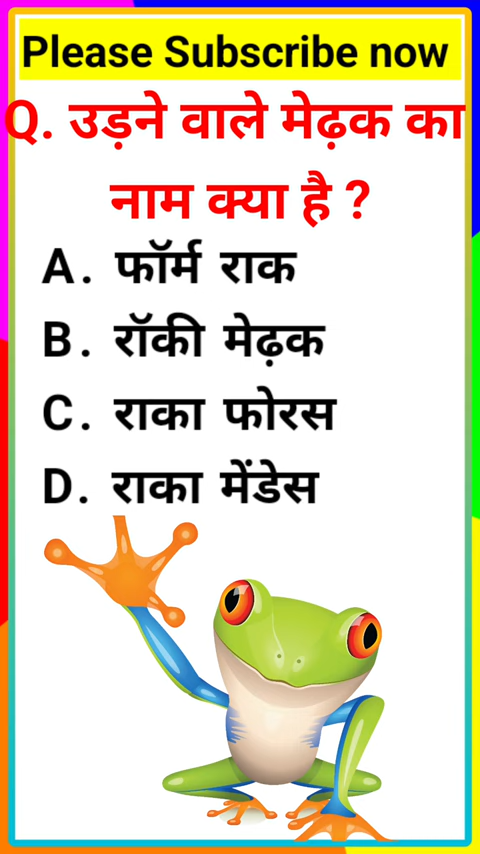 Please Subscribe now
Q. उड़ने वाले मेढ़क का
नाम क्या है ?
A. फॉर्म राक
B. रॉकी मेढ़क
C. राका फोरस
D. राका मेंडेस